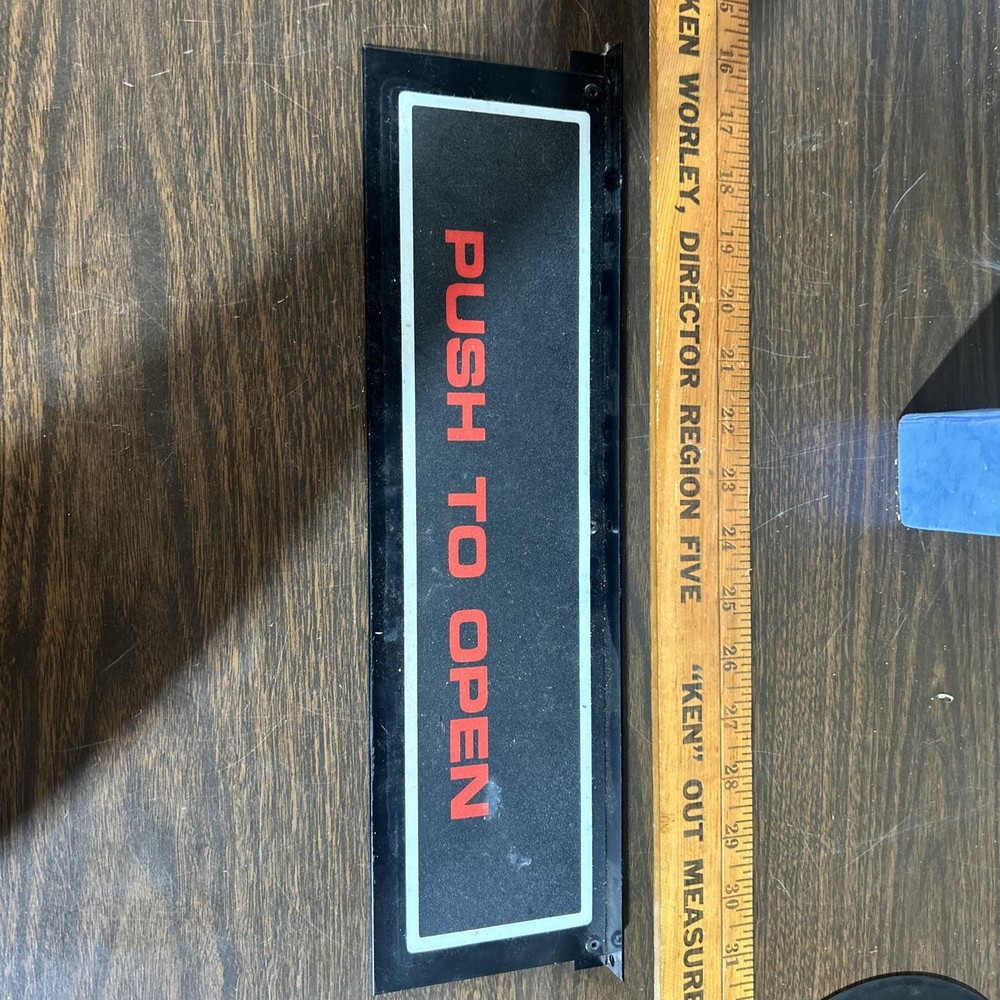 PUSH TO OPEN
KEN WORLEY, DIRECTOR REGION FIVE "KEN" OUT MEASURE
15 16 17 18 19 20 21 22 23 24 25 26 27 28 29 30 31